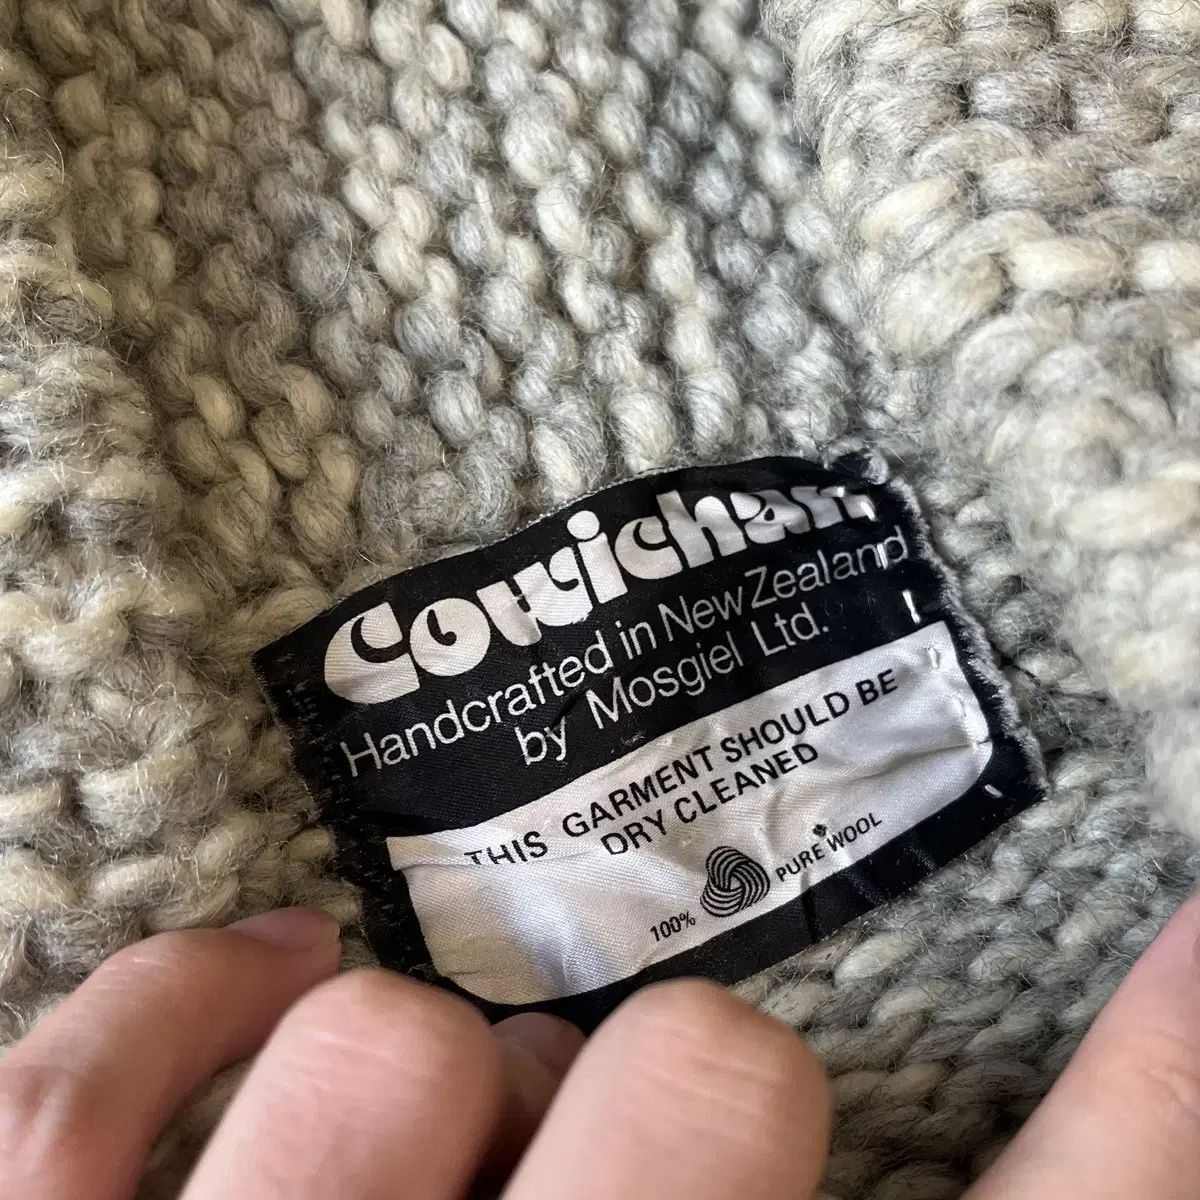 Cowichan
Handcrafted in New Zealand
by Mosgiel Ltd.
THIS GARMENT SHOULD BE
DRY CLEANED
100% PURE WOOL